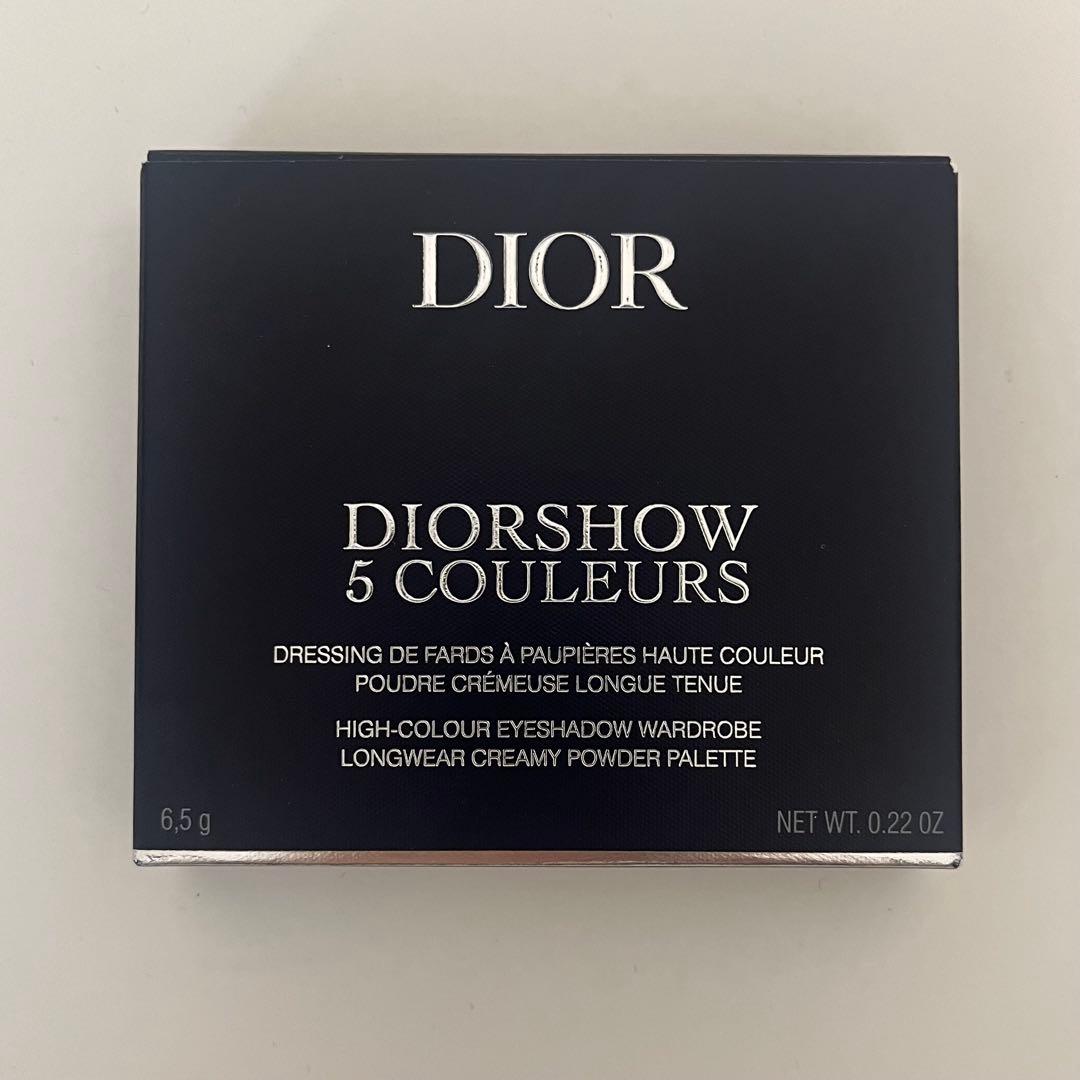 DIOR
DIORSHOW
5 COULEURS
DRESSING DE FARDS À PAUPIÈRES HAUTE COULEUR
POUDRE CRÉMEUSE LONGUE TENUE
HIGH-COLOUR EYESHADOW WARDROBE
LONGWEAR CREAMY POWDER PALETTE
6,5 g
NET WT. 0.22 OZ